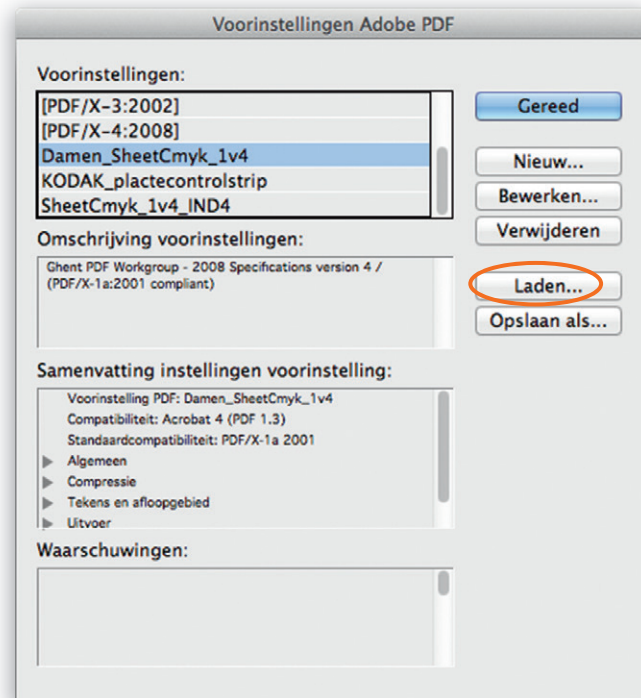 Voorinstellingen Adobe PDF
Voorinstellingen:
[PDF/X-3:2002]
[PDF/X-4:2008]
Damen_SheetCmyk_1v4
KODAK_plactecontrolstrip
SheetCmyk_1v4_IND4
Gereed
Nieuw...
Bewerken...
Verwijderen
Laden...
Opslaan als...
Omschrijving voorinstellingen:
Ghent PDF Workgroup - 2008 Specifications version 4 /
(PDF/X-1a:2001 compliant)
Samenvatting instellingen voorinstelling:
Voorinstelling PDF: Damen_SheetCmyk_1v4
Compatibiliteit: Acrobat 4 (PDF 1.3)
Standaardcompatibiliteit: PDF/X-1a 2001
Algemeen
Compressie
Tekens en afloopgebied
Uitvoer
Waarschuwingen: